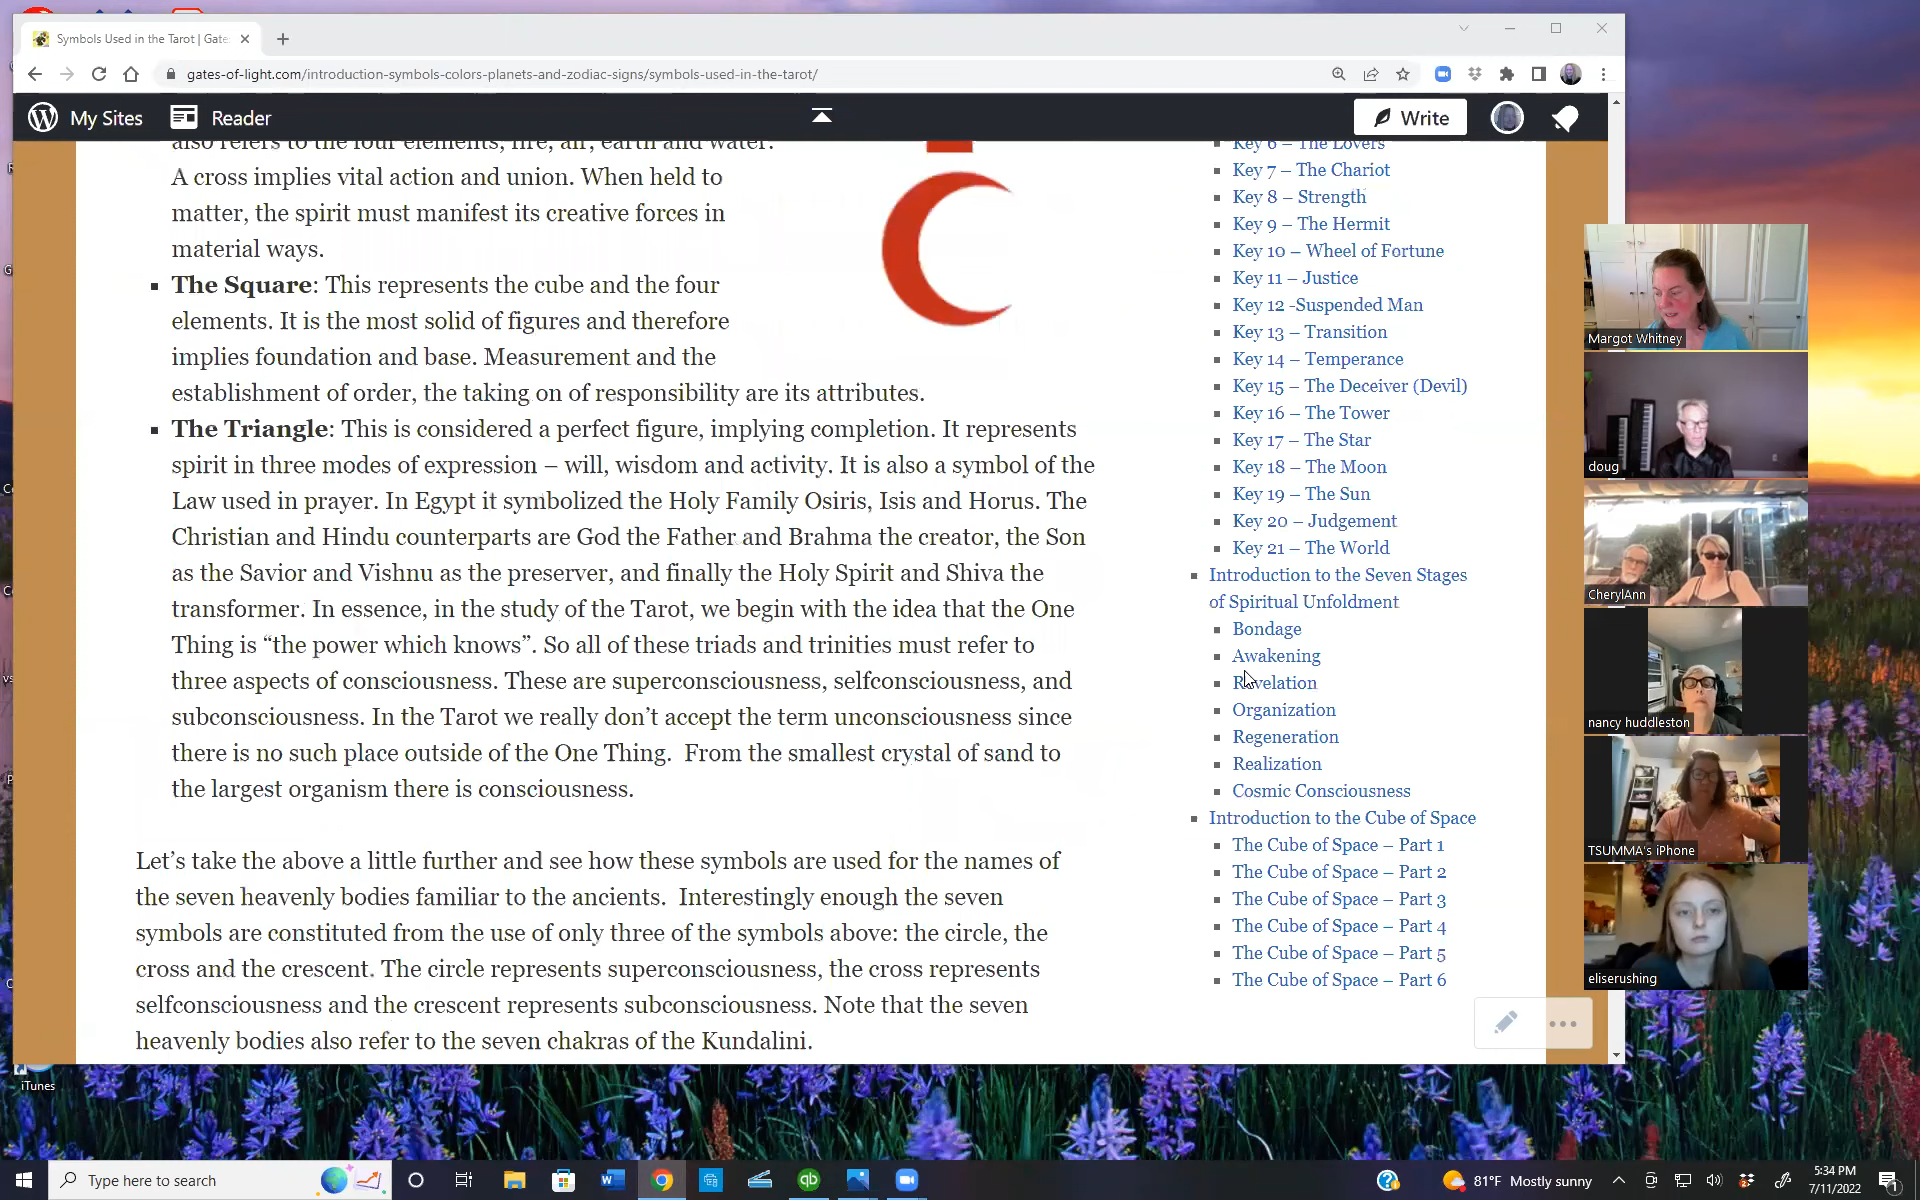 Symbols Used in the Tarot | Gate
gates-of-light.com/introduction-symbols-colors-planets-and-zodiac-signs/symbols-used-in-the-tarot/
My Sites
Reader
Write
also refers to the four elements, fire, air, earth and water.
A cross implies vital action and union. When held to
matter, the spirit must manifest its creative forces in
material ways.
The Square: This represents the cube and the four
elements. It is the most solid of figures and therefore
implies foundation and base. Measurement and the
establishment of order, the taking on of responsibility are its attributes.
The Triangle: This is considered a perfect figure, implying completion. It represents
spirit in three modes of expression – will, wisdom and activity. It is also a symbol of the
Law used in prayer. In Egypt it symbolized the Holy Family Osiris, Isis and Horus. The
Christian and Hindu counterparts are God the Father and Brahma the creator, the Son
as the Savior and Vishnu as the preserver, and finally the Holy Spirit and Shiva the
transformer. In essence, in the study of the Tarot, we begin with the idea that the One
Thing is “the power which knows”. So all of these triads and trinities must refer to
three aspects of consciousness. These are superconsciousness, selfconsciousness, and
subconsciousness. In the Tarot we really don’t accept the term unconsciousness since
there is no such place outside of the One Thing. From the smallest crystal of sand to
the largest organism there is consciousness.
Let’s take the above a little further and see how these symbols are used for the names of
the seven heavenly bodies familiar to the ancients. Interestingly enough the seven
symbols are constituted from the use of only three of the symbols above: the circle, the
cross and the crescent. The circle represents superconsciousness, the cross represents
selfconsciousness and the crescent represents subconsciousness. Note that the seven
heavenly bodies also refer to the seven chakras of the Kundalini.
Key 6 – The Lovers
Key 7 – The Chariot
Key 8 – Strength
Key 9 – The Hermit
Key 10 – Wheel of Fortune
Key 11 – Justice
Key 12 -Suspended Man
Key 13 – Transition
Key 14 – Temperance
Key 15 – The Deceiver (Devil)
Key 16 – The Tower
Key 17 – The Star
Key 18 – The Moon
Key 19 – The Sun
Key 20 – Judgement
Key 21 – The World
Introduction to the Seven Stages
of Spiritual Unfoldment
Bondage
Awakening
Revelation
Organization
Regeneration
Realization
Cosmic Consciousness
Introduction to the Cube of Space
The Cube of Space – Part 1
The Cube of Space – Part 2
The Cube of Space – Part 3
The Cube of Space – Part 4
The Cube of Space – Part 5
The Cube of Space – Part 6
Margot Whitney
doug
CherylAnn
nancy huddleston
TSUMMA's iPhone
eliserushing
iTunes
Type here to search
81°F Mostly sunny
5:34 PM
7/11/2022
1